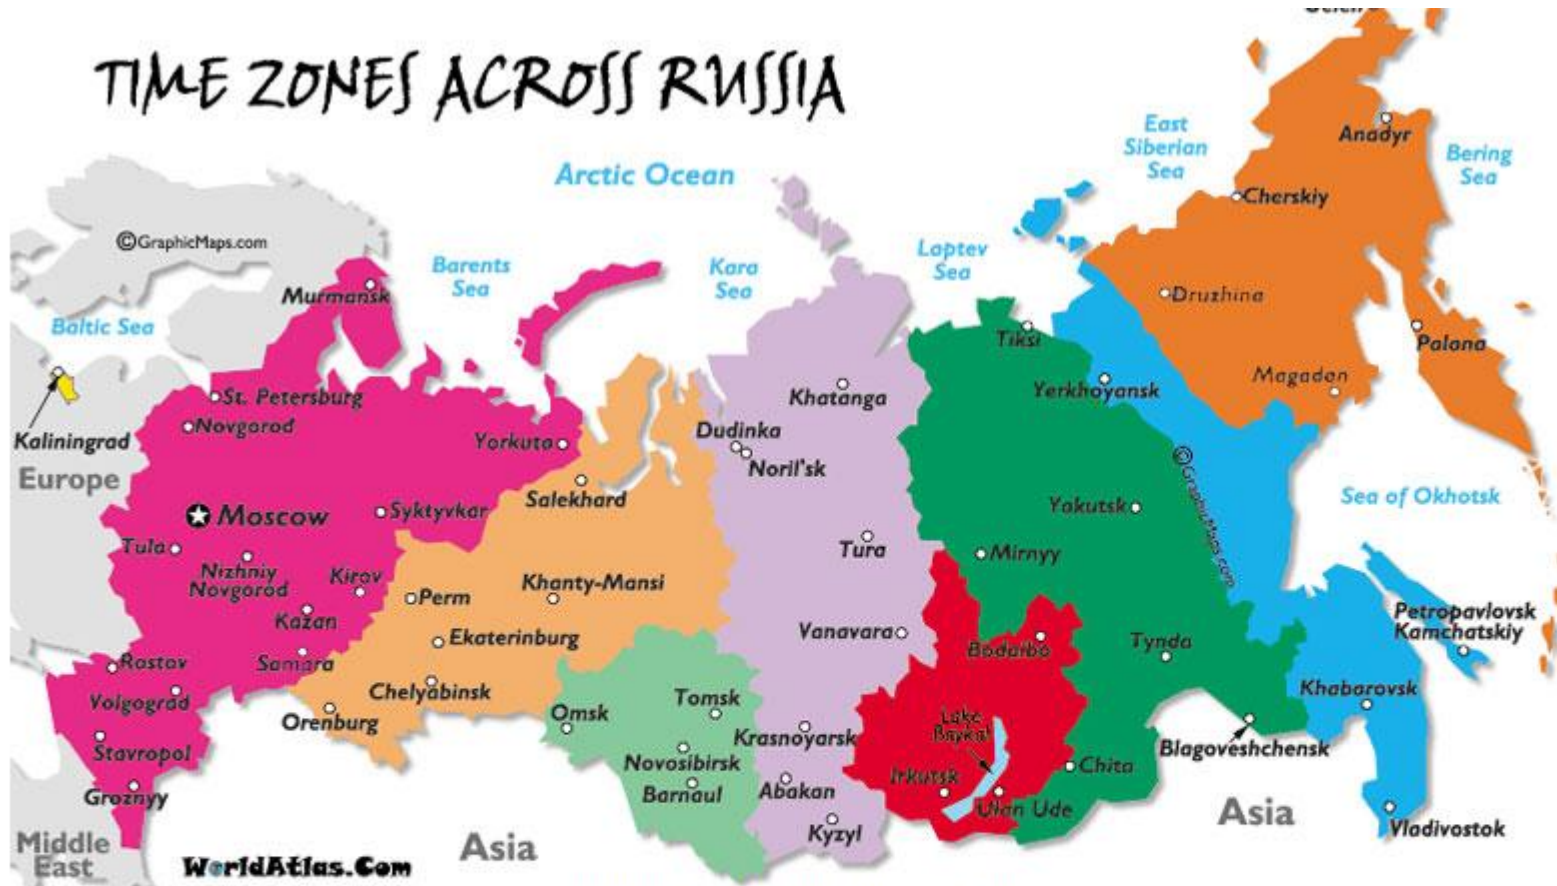 TIME ZONES ACROSS RUSSIA
East
Siberian
Sea
Anadyr
Bering
Sea
Arctic Ocean
Cherskiy
©GraphicMaps.com
Barents
Sea
Kara
Sea
Laptev
Sea
Murmansk
Druzhina
Baltic Sea
Tiksi
Palana
Magadan
Yerkhoyansk
Khatanga
St. Petersburg
Novgorod
Kaliningrad
Yorkuta
Dudinka
Noril'sk
Europe
Salekhard
Sea of Okhotsk
Moscow
Syktyvkar
Yakutsk
©GraphicMaps.com
Tula
Nizhniy
Novgorod
Kirov
Tura
Mirnyy
Khanty-Mansi
Perm
Kazan
Petropavlovsk
Kamchatskiy
Ekaterinburg
Vanavara
Bodaibo
Tynda
Rostov
Samara
Volgograd
Chelyabinsk
Khabarovsk
Orenburg
Omsk
Tomsk
Lake
Baykal
Stavropol
Krasnoyarsk
Blagoveshchensk
Novosibirsk
Barnaul
Abakan
Irkutsk
Ulan Ude
Chita
Groznyy
Kyzyl
Asia
Vladivostok
Middle
East
Asia
WorldAtlas.Com